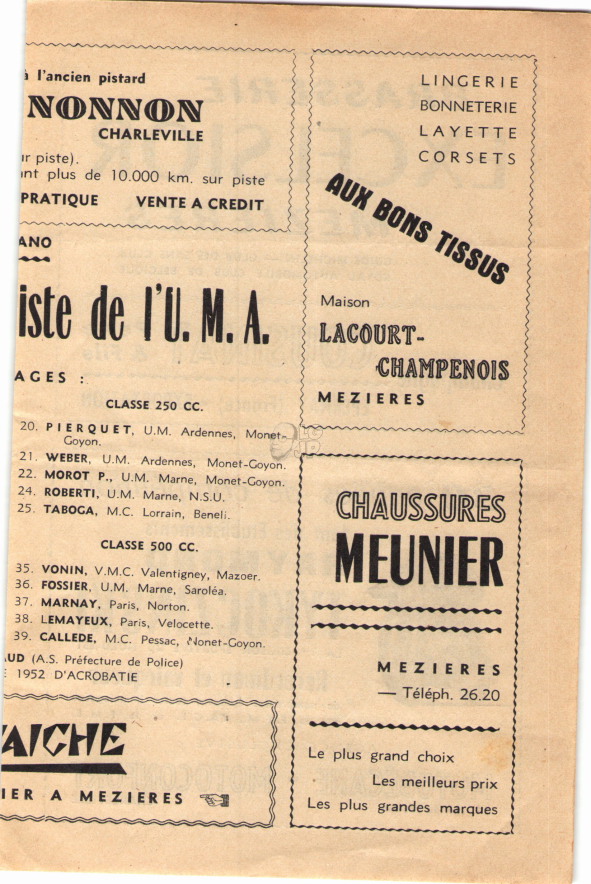 à l'ancien pistard
NONNON
CHARLEVILLE
ur piste).
nt plus de 10.000 km. sur piste
PRATIQUE VENTE A CREDIT
ANO
iste de l'U. M. A.
AGES :
CLASSE 250 CC.
20. PIERQUET, U.M. Ardennes, Monet-
Goyon.
21. WEBER, U.M. Ardennes, Monet-Goyon.
22. MOROT P., U.M. Marne, Monet-Goyon.
24. ROBERTI, U.M. Marne, N.S.U.
25. TABOGA, M.C. Lorrain, Beneli.
CLASSE 500 CC.
35. VONIN, V.M.C. Valentigney, Mazoer.
36. FOSSIER, U.M. Marne, Saroléa.
37. MARNAY, Paris, Norton.
38. LEMAYEUX, Paris, Velocette.
39. CALLEDE, M.C. Pessac, Monet-Goyon.
AUD (A.S. Préfecture de Police)
E 1952 D'ACROBATIE
AICHE
IER A MEZIERES
LINGERIE
BONNETERIE
LAYETTE
CORSETS
AUX BONS TISSUS
Maison
LACOURT-
CHAMPENOIS
MEZIERES
CHAUSSURES
MEUNIER
MEZIERES
— Téléph. 26.20
Le plus grand choix
Les meilleurs prix
Les plus grandes marques